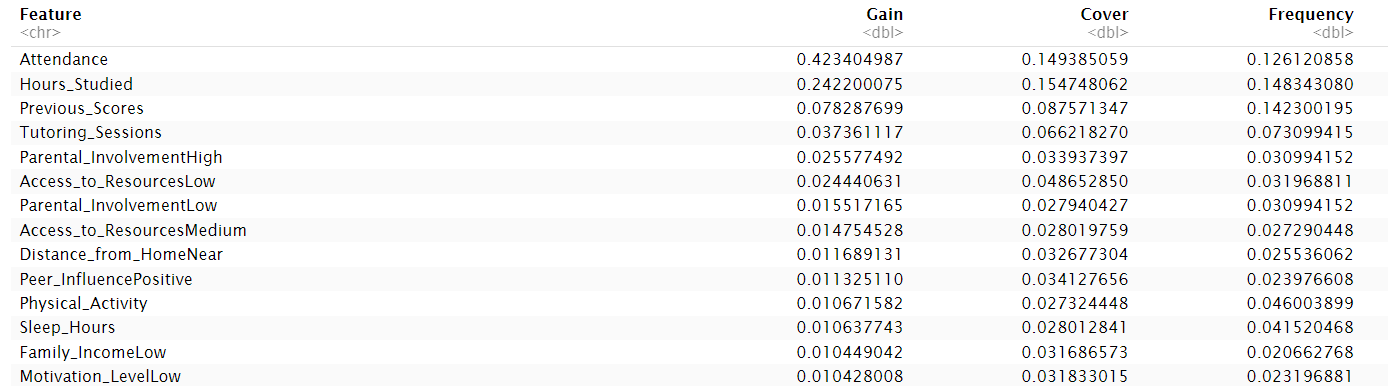 Feature Gain Cover Frequency
<chr> <dbl> <dbl> <dbl>
Attendance 0.423404987 0.149385059 0.126120858
Hours_Studied 0.242200075 0.154748062 0.148343080
Previous_Scores 0.078287699 0.087571347 0.142300195
Tutoring_Sessions 0.037361117 0.066218270 0.073099415
Parental_InvolvementHigh 0.025577492 0.033937397 0.030994152
Access_to_ResourcesLow 0.024440631 0.048652850 0.031968811
Parental_InvolvementLow 0.015517165 0.027940427 0.030994152
Access_to_ResourcesMedium 0.014754528 0.028019759 0.027290448
Distance_from_HomeNear 0.011689131 0.032677304 0.025536062
Peer_InfluencePositive 0.011325110 0.034127656 0.023976608
Physical_Activity 0.010671582 0.027324448 0.046003899
Sleep_Hours 0.010637743 0.028012841 0.041520468
Family_IncomeLow 0.010449042 0.031686573 0.020662768
Motivation_LevelLow 0.010428008 0.031833015 0.023196881